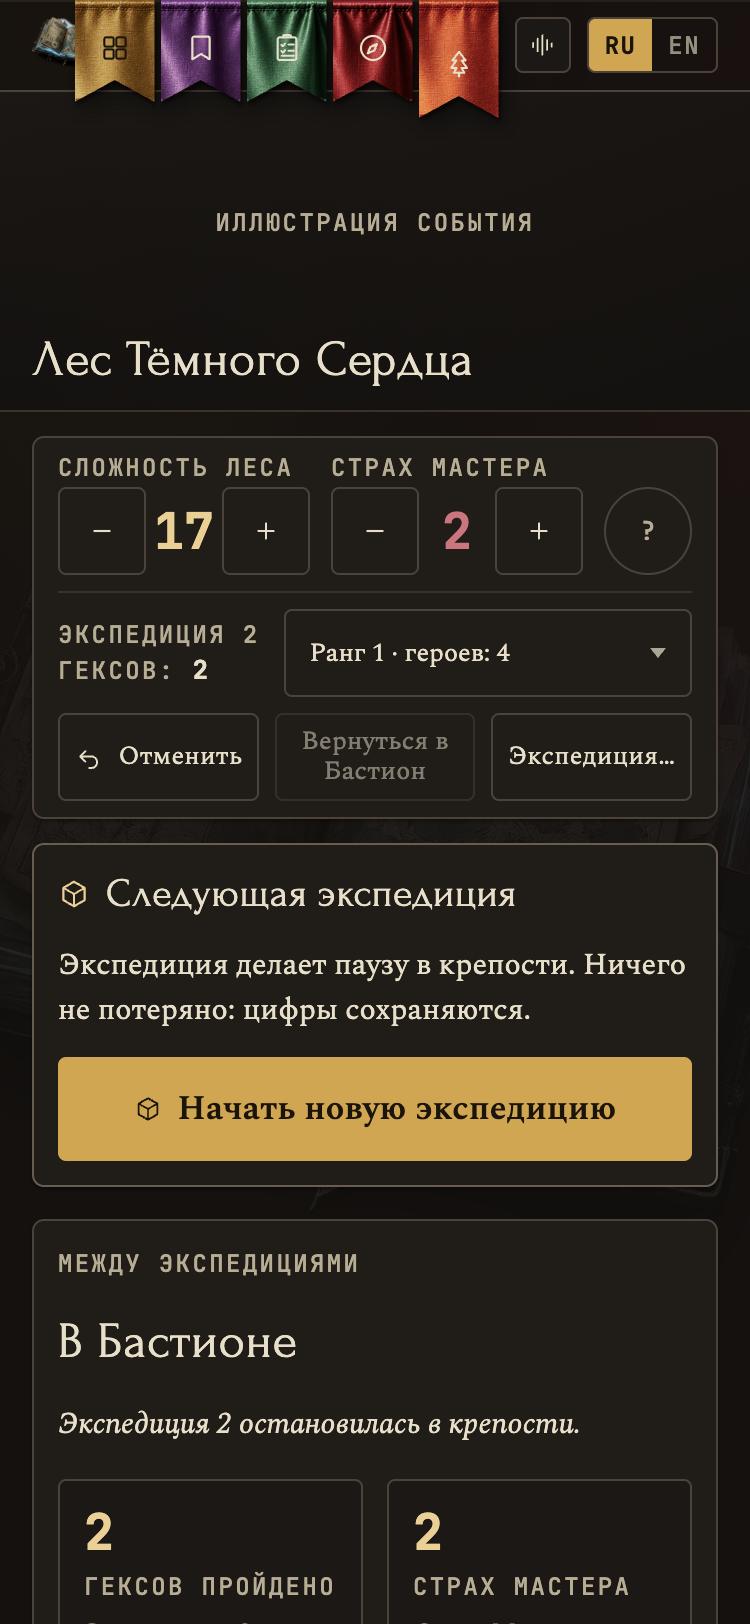 RU EN
ИЛЛЮСТРАЦИЯ СОБЫТИЯ
Лес Тёмного Сердца
СЛОЖНОСТЬ ЛЕСА СТРАХ МАСТЕРА
− 17 + − 2 + ?
ЭКСПЕДИЦИЯ 2
ГЕКСОВ: 2
Ранг 1 · героев: 4
Отменить
Вернуться в
Бастион
Экспедиция…
Следующая экспедиция
Экспедиция делает паузу в крепости. Ничего
не потеряно: цифры сохраняются.
Начать новую экспедицию
МЕЖДУ ЭКСПЕДИЦИЯМИ
В Бастионе
Экспедиция 2 остановилась в крепости.
2 2
ГЕКСОВ ПРОЙДЕНО СТРАХ МАСТЕРА